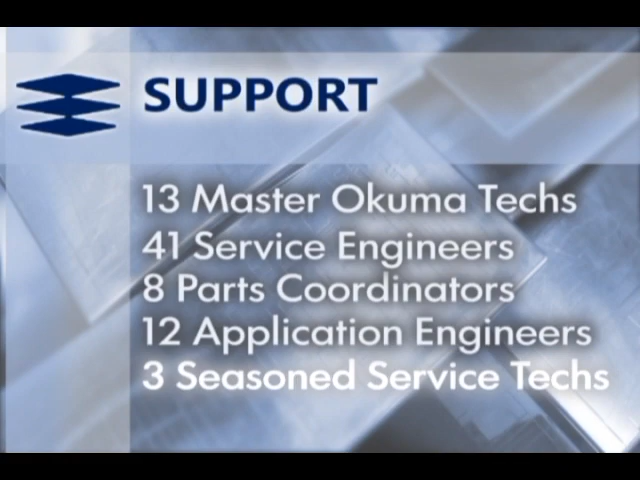 SUPPORT
13 Master Okuma Techs
41 Service Engineers
8 Parts Coordinators
12 Application Engineers
3 Seasoned Service Techs